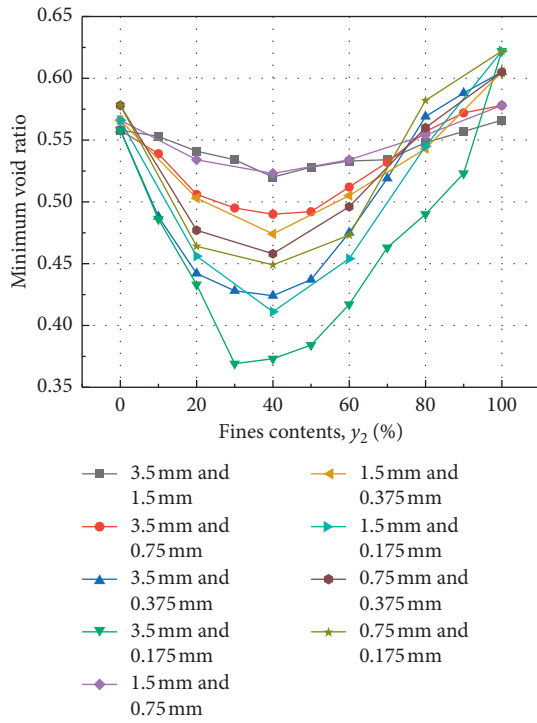 0.65
0.60
0.55
0.50
0.45
0.40
0.35
Minimum void ratio
0 20 40 60 80 100
Fines contents, y2 (%)
3.5 mm and
1.5 mm
3.5 mm and
0.75 mm
3.5 mm and
0.375 mm
3.5 mm and
0.175 mm
1.5 mm and
0.75 mm
1.5 mm and
0.375 mm
1.5 mm and
0.175 mm
0.75 mm and
0.375 mm
0.75 mm and
0.175 mm